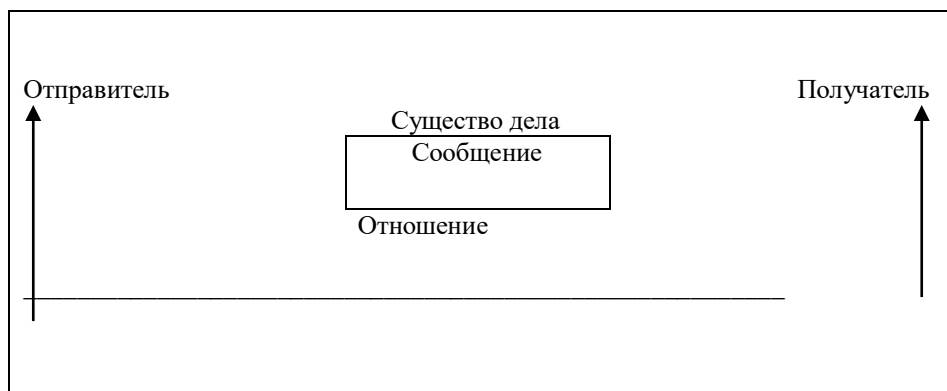 Отправитель Получатель
Существо дела
Сообщение
Отношение